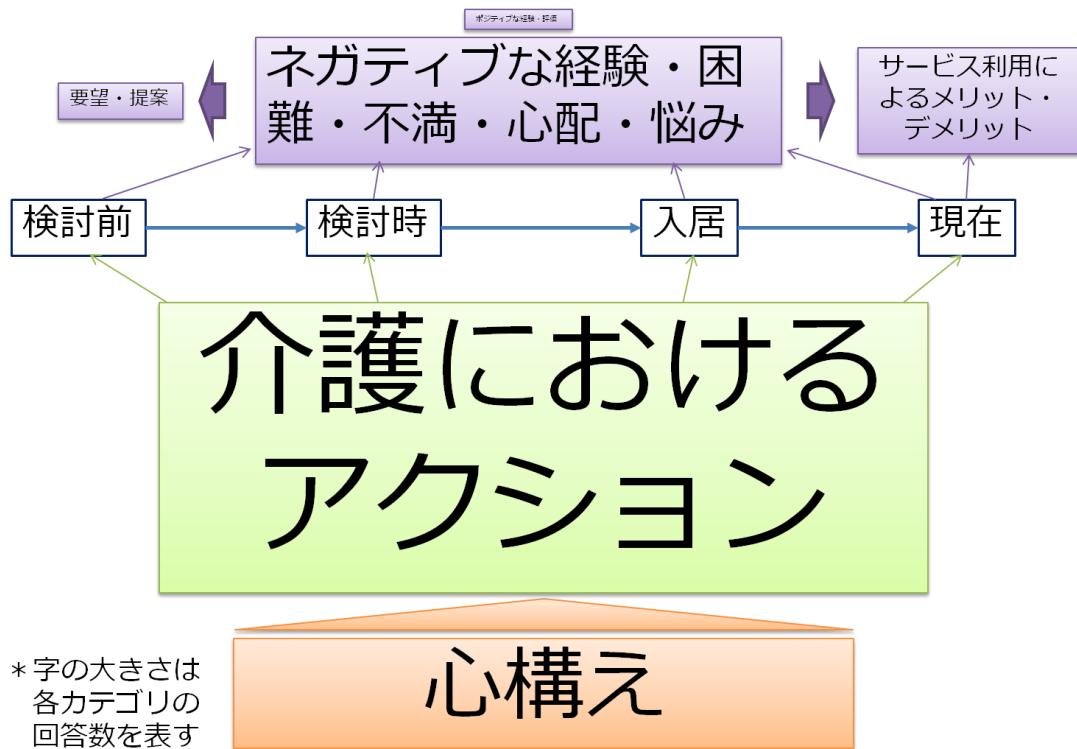 ポジティブな経験・評価
ネガティブな経験・困
難・不満・心配・悩み
要望・提案
サービス利用に
よるメリット・
デメリット
検討前
検討時
入居
現在
介護における
アクション
心構え
＊字の大きさは
各カテゴリの
回答数を表す